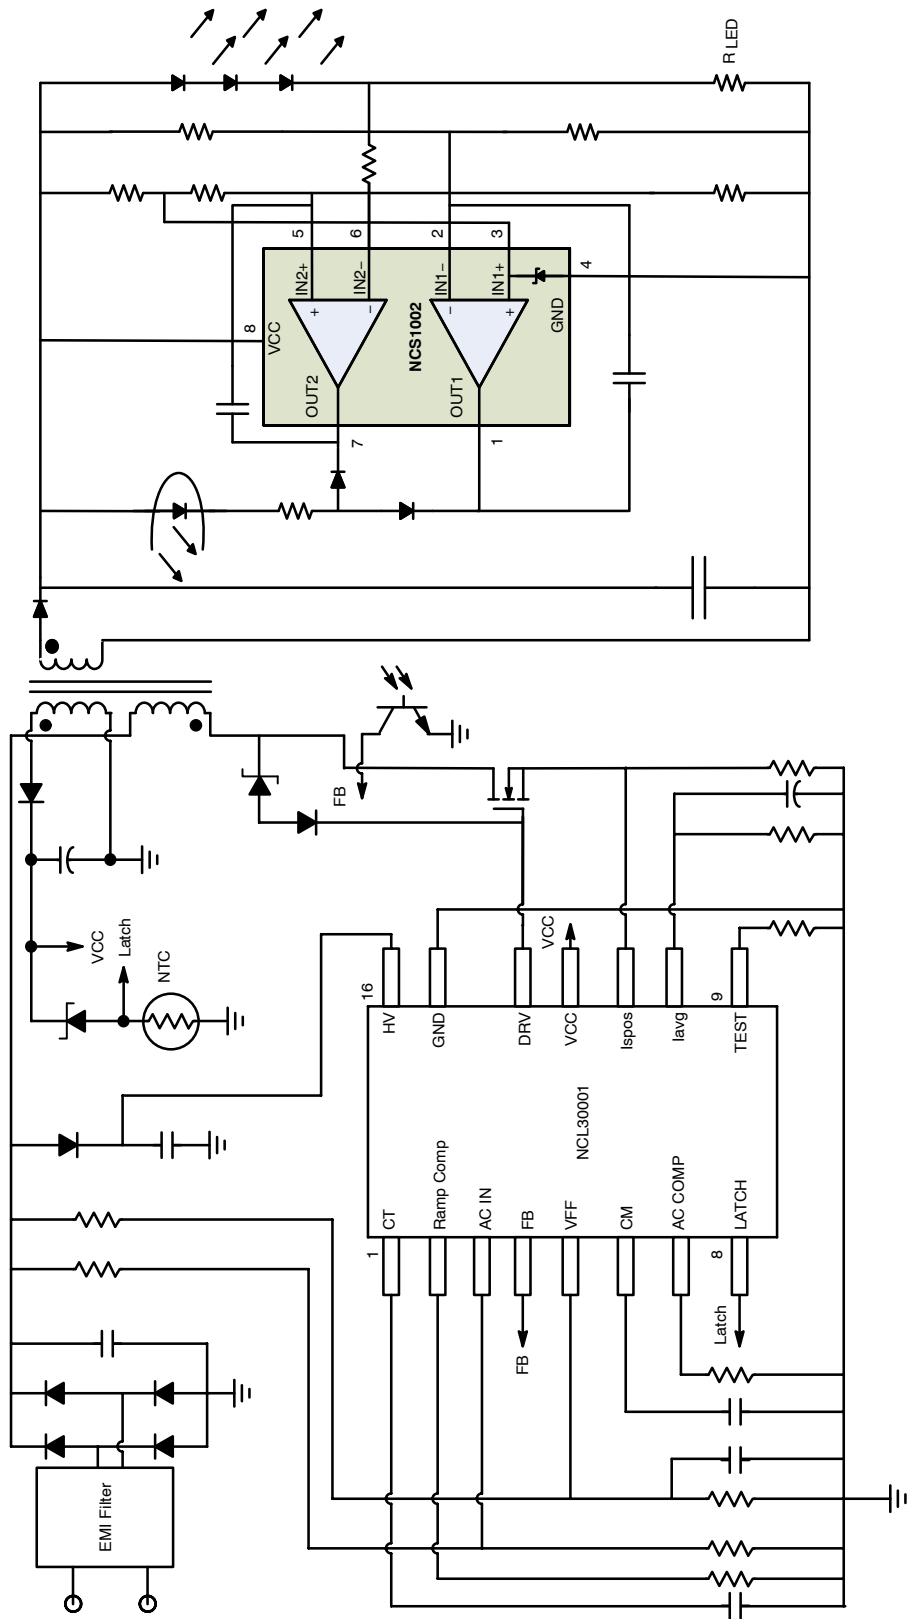 R LED
5
6
2
3
4
8
IN2+
IN2−
IN1−
IN1+
GND
VCC
+
−
−
+
NCS1002
OUT2
OUT1
7
1
FB
VCC
Latch
NTC
VCC
16
9
HV
GND
DRV
VCC
Ispos
Iavg
TEST
NCL30001
CT
Ramp Comp
AC IN
FB
VFF
CM
AC COMP
LATCH
1
8
FB
Latch
EMI Filter